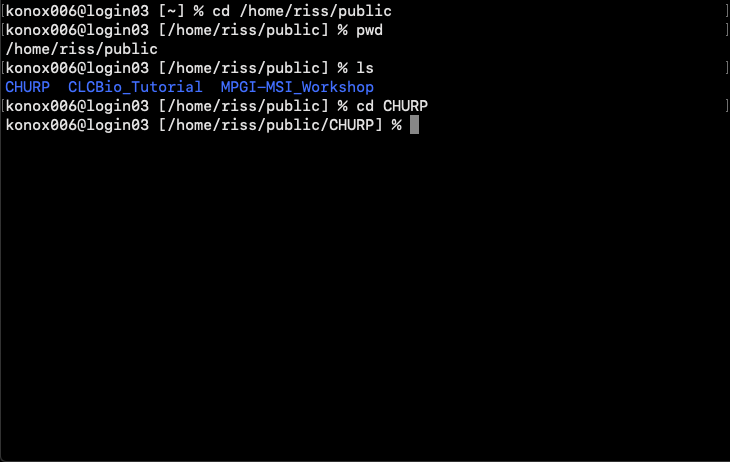 [konox006@login03 [~] % cd /home/riss/public ]
[konox006@login03 [/home/riss/public] % pwd ]
/home/riss/public
[konox006@login03 [/home/riss/public] % ls ]
CHURP  CLCBio_Tutorial  MPGI-MSI_Workshop
[konox006@login03 [/home/riss/public] % cd CHURP ]
konox006@login03 [/home/riss/public/CHURP] %